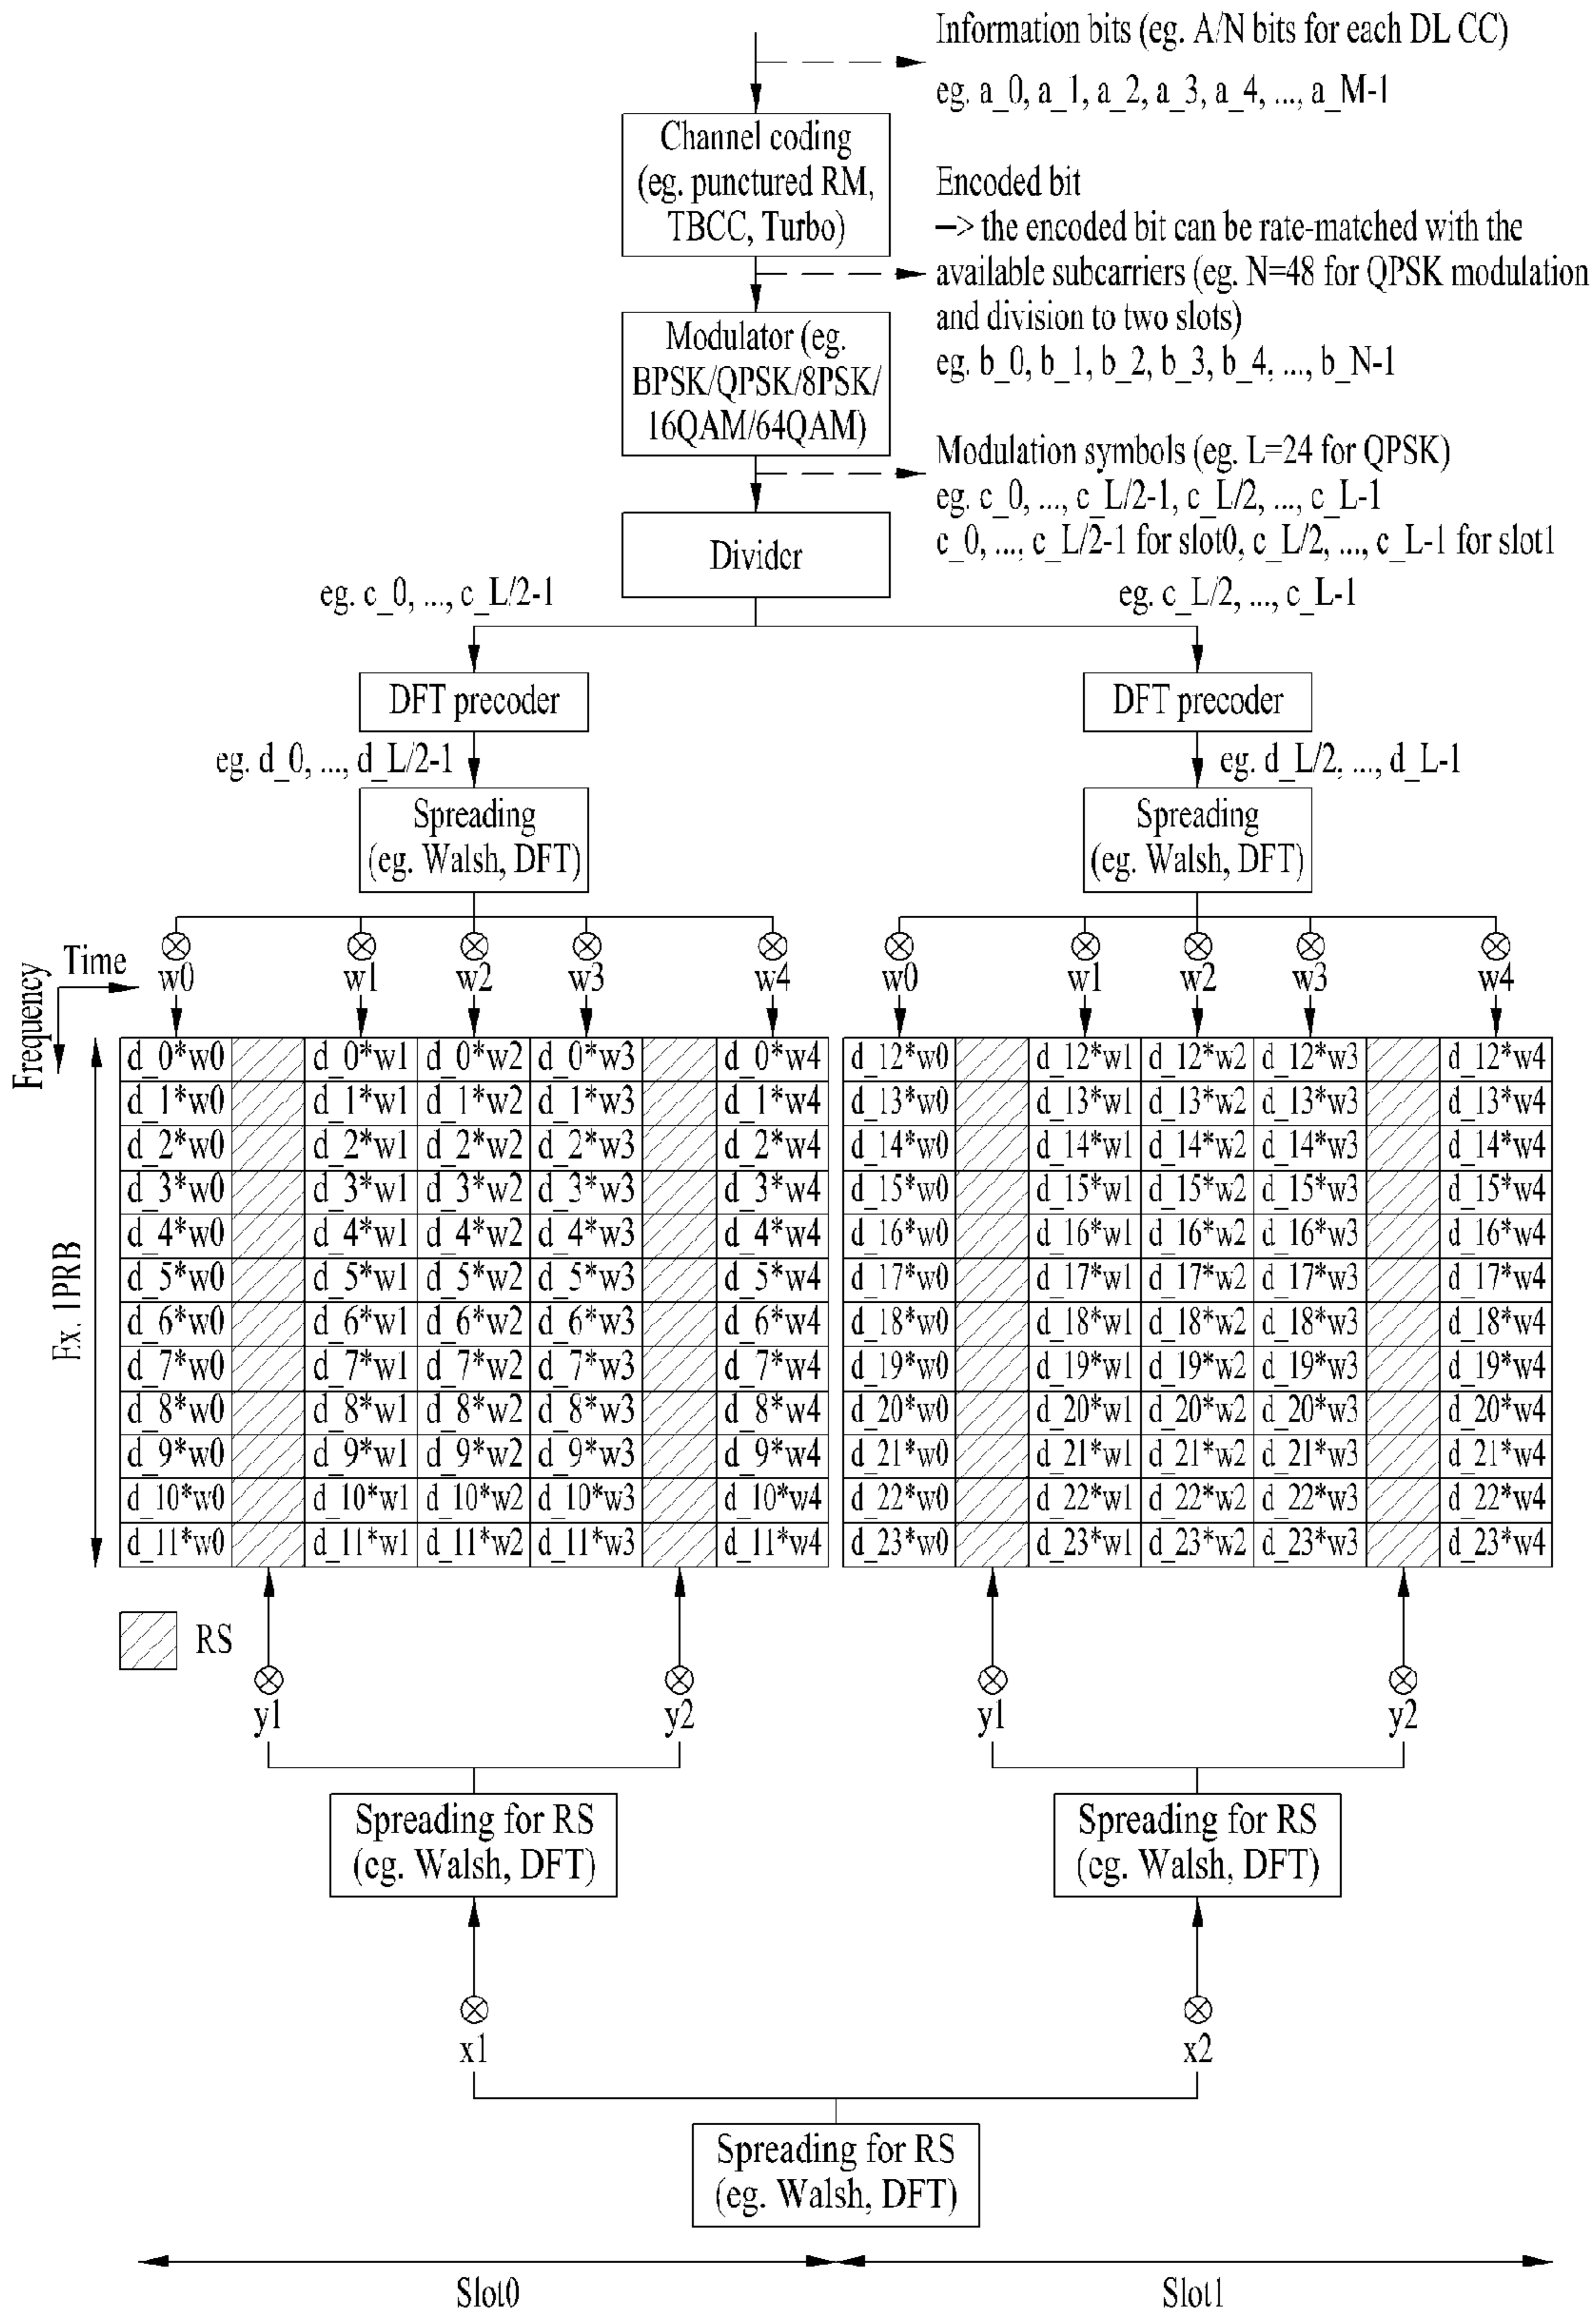 Information bits (eg. A/N bits for each DL CC)
eg. a_0, a_1, a_2, a_3, a_4, ..., a_M-1
Channel coding
(eg. punctured RM,
TBCC, Turbo)
Encoded bit
—> the encoded bit can be rate-matched with the
available subcarriers (eg. N=48 for QPSK modulation
and division to two slots)
eg. b_0, b_1, b_2, b_3, b_4, ..., b_N-1
Modulator (eg.
BPSK/QPSK/8PSK/
16QAM/64QAM)
Modulation symbols (eg. L=24 for QPSK)
eg. c_0, ..., c_L/2-1, c_L/2, ..., c_L-1
c_0, ..., c_L/2-1 for slot0, c_L/2, ..., c_L-1 for slot1
Divider
eg. c_0, ..., c_L/2-1 eg. c_L/2, ..., c_L-1
DFT precoder DFT precoder
eg. d_0, ..., d_L/2-1 eg. d_L/2, ..., d_L-1
Spreading Spreading
(eg. Walsh, DFT) (eg. Walsh, DFT)
Time
Frequency
w0 w1 w2 w3 w4 w0 w1 w2 w3 w4
Ex. 1PRB
d_0*w0 d_0*w1 d_0*w2 d_0*w3 d_0*w4 d_12*w0 d_12*w1 d_12*w2 d_12*w3 d_12*w4
d_1*w0 d_1*w1 d_1*w2 d_1*w3 d_1*w4 d_13*w0 d_13*w1 d_13*w2 d_13*w3 d_13*w4
d_2*w0 d_2*w1 d_2*w2 d_2*w3 d_2*w4 d_14*w0 d_14*w1 d_14*w2 d_14*w3 d_14*w4
d_3*w0 d_3*w1 d_3*w2 d_3*w3 d_3*w4 d_15*w0 d_15*w1 d_15*w2 d_15*w3 d_15*w4
d_4*w0 d_4*w1 d_4*w2 d_4*w3 d_4*w4 d_16*w0 d_16*w1 d_16*w2 d_16*w3 d_16*w4
d_5*w0 d_5*w1 d_5*w2 d_5*w3 d_5*w4 d_17*w0 d_17*w1 d_17*w2 d_17*w3 d_17*w4
d_6*w0 d_6*w1 d_6*w2 d_6*w3 d_6*w4 d_18*w0 d_18*w1 d_18*w2 d_18*w3 d_18*w4
d_7*w0 d_7*w1 d_7*w2 d_7*w3 d_7*w4 d_19*w0 d_19*w1 d_19*w2 d_19*w3 d_19*w4
d_8*w0 d_8*w1 d_8*w2 d_8*w3 d_8*w4 d_20*w0 d_20*w1 d_20*w2 d_20*w3 d_20*w4
d_9*w0 d_9*w1 d_9*w2 d_9*w3 d_9*w4 d_21*w0 d_21*w1 d_21*w2 d_21*w3 d_21*w4
d_10*w0 d_10*w1 d_10*w2 d_10*w3 d_10*w4 d_22*w0 d_22*w1 d_22*w2 d_22*w3 d_22*w4
d_11*w0 d_11*w1 d_11*w2 d_11*w3 d_11*w4 d_23*w0 d_23*w1 d_23*w2 d_23*w3 d_23*w4
RS
y1 y2 y1 y2
Spreading for RS Spreading for RS
(eg. Walsh, DFT) (eg. Walsh, DFT)
x1 x2
Spreading for RS
(eg. Walsh, DFT)
Slot0 Slot1